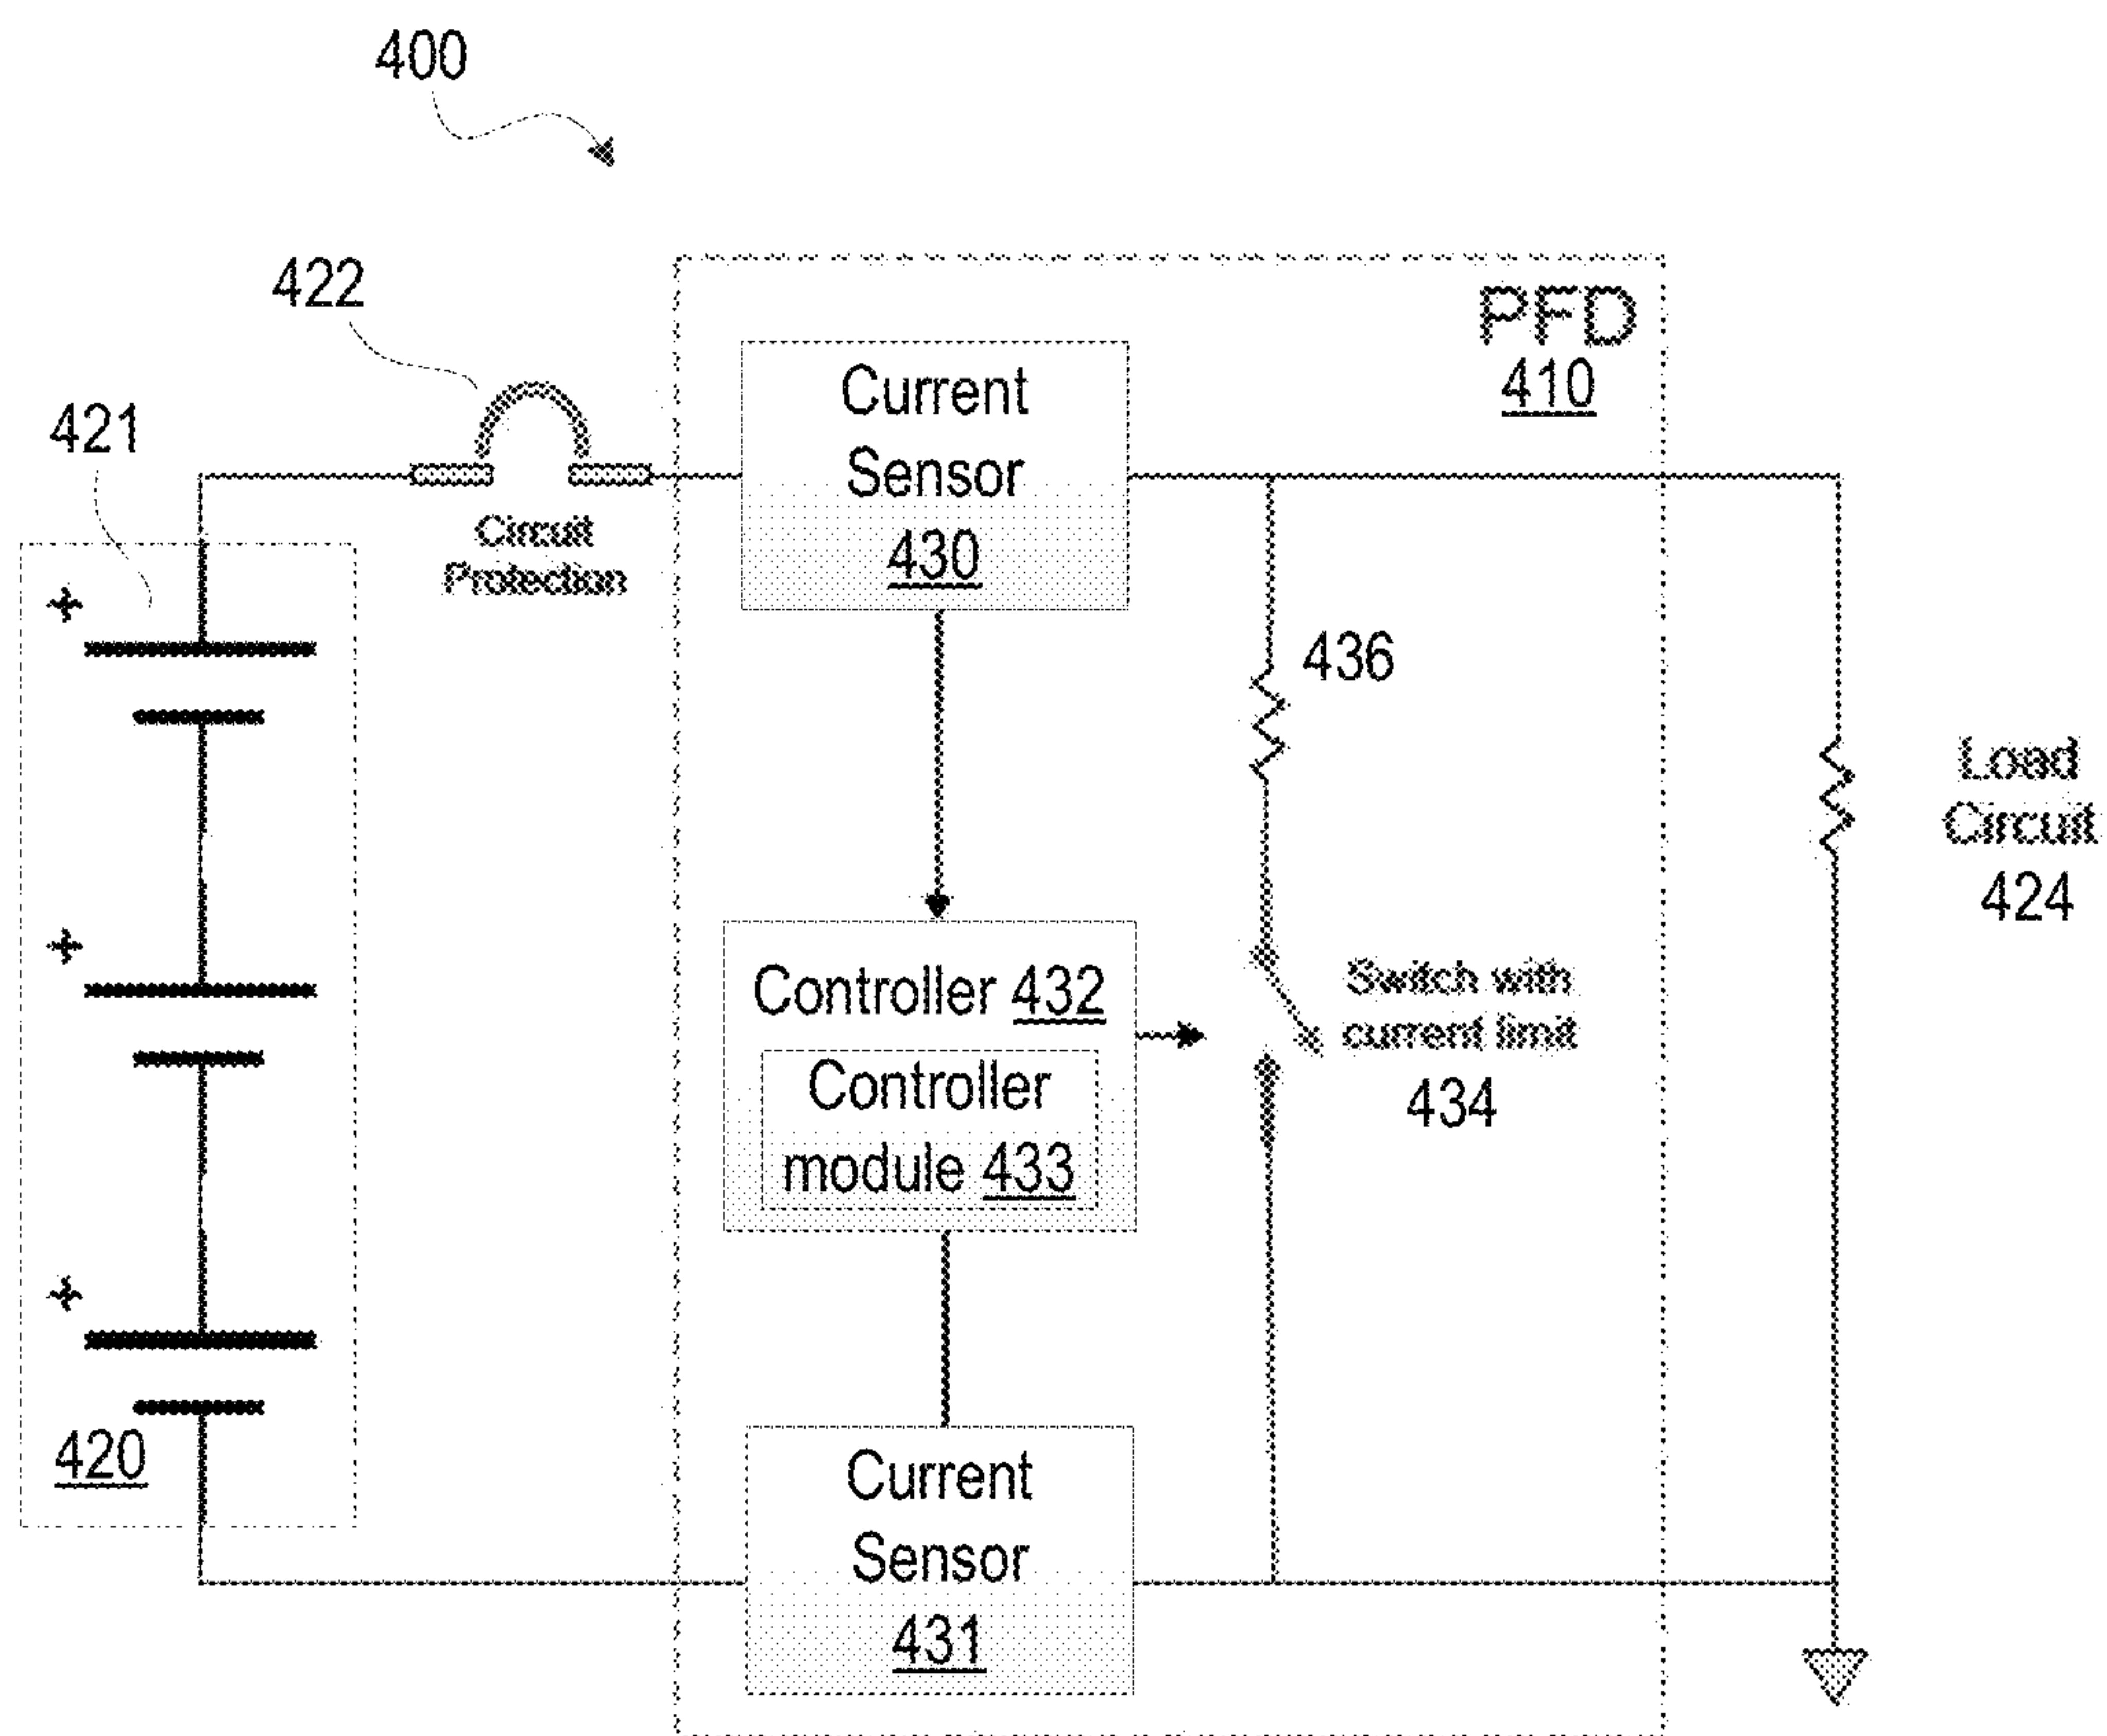 400
422
421
PFD
410
Current
Sensor
430
Circuit
Protection
+
436
Load
Circuit
424
+
Controller 432
Controller
module 433
Switch with
current limit
434
+
420
Current
Sensor
431